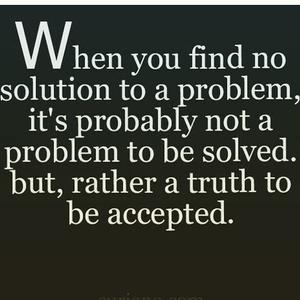 When you find no
solution to a problem,
it's probably not a
problem to be solved.
but, rather a truth to
be accepted.